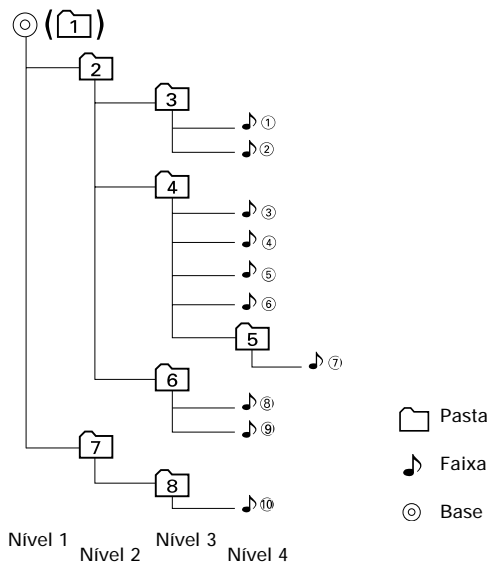 (1)
2
3
①
②
4
③
④
⑤
⑥
5
⑦
6
⑧
⑨
7
8
⑩
Pasta
Faixa
Base
Nível 1
Nível 2
Nível 3
Nível 4